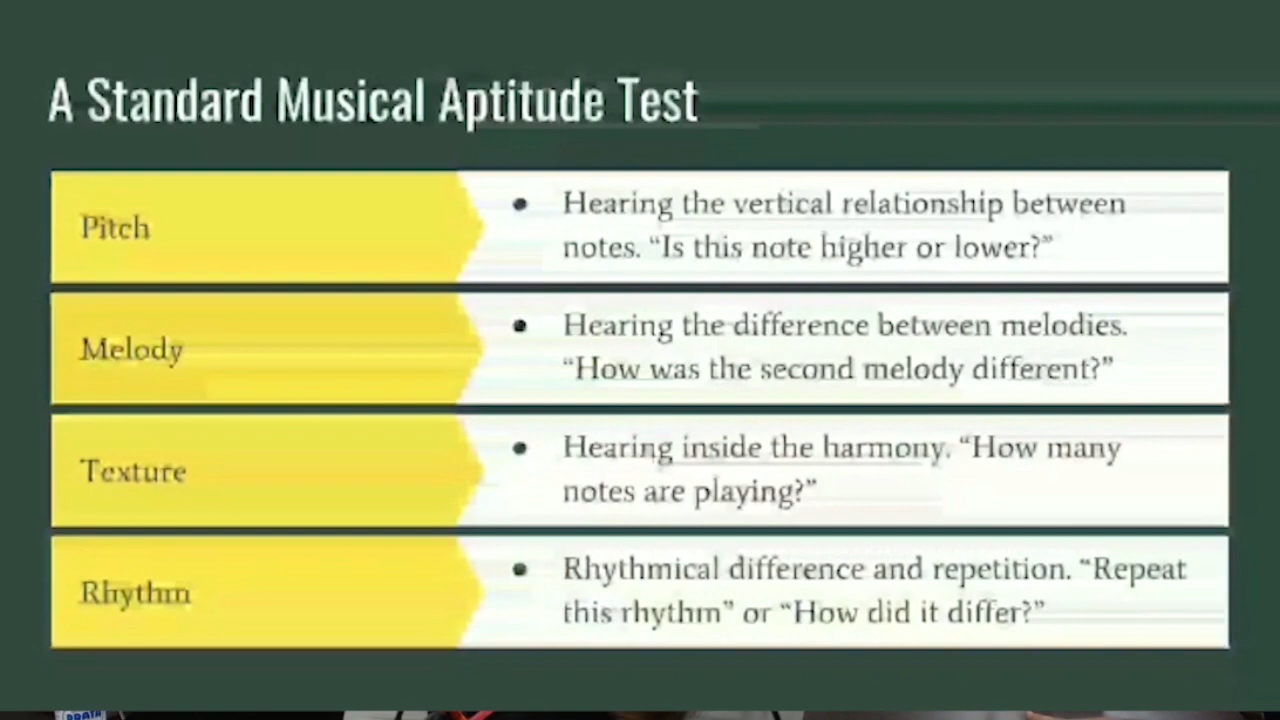 A Standard Musical Aptitude Test
Pitch
• Hearing the vertical relationship between
notes. “Is this note higher or lower?”
Melody
• Hearing the difference between melodies.
“How was the second melody different?”
Texture
• Hearing inside the harmony. “How many
notes are playing?”
Rhythm
• Rhythmical difference and repetition. “Repeat
this rhythm” or “How did it differ?”